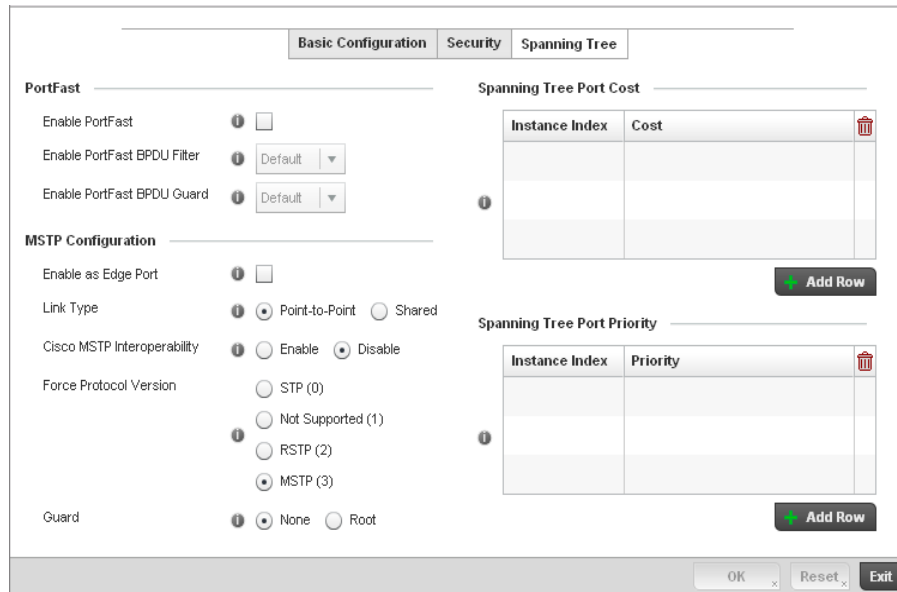 Basic Configuration Security Spanning Tree
PortFast
Enable PortFast
Enable PortFast BPDU Filter Default
Enable PortFast BPDU Guard Default
MSTP Configuration
Enable as Edge Port
Link Type Point-to-Point Shared
Cisco MSTP Interoperability Enable Disable
Force Protocol Version STP (0)
Not Supported (1)
RSTP (2)
MSTP (3)
Guard None Root
Spanning Tree Port Cost
Instance Index Cost
Add Row
Spanning Tree Port Priority
Instance Index Priority
Add Row
OK Reset Exit